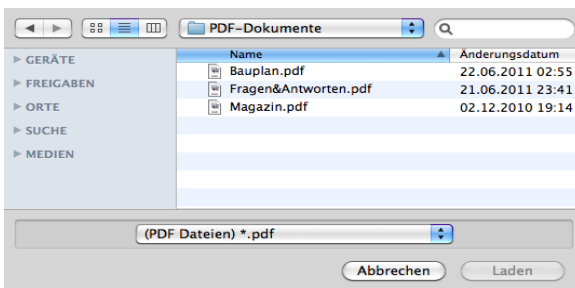 PDF-Dokumente
Name Änderungsdatum
GERÄTE
FREIGABEN
ORTE
SUCHE
MEDIEN
Bauplan.pdf 22.06.2011 02:55
Fragen&Antworten.pdf 21.06.2011 23:41
Magazin.pdf 02.12.2010 19:14
(PDF Dateien) *.pdf
Abbrechen Laden